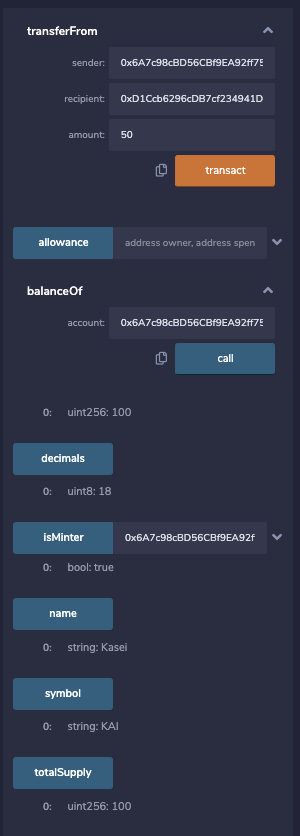 transferFrom
sender: 0x6A7c98cBD56CBf9EA92ff75
recipient: 0xD1Ccb6296cDB7cf234941D
amount: 50
transact
allowance address owner, address spen
balanceOf
account: 0x6A7c98cBD56CBf9EA92ff75
call
0: uint256: 100
decimals
0: uint8: 18
isMinter 0x6A7c98cBD56CBf9EA92f
0: bool: true
name
0: string: Kasei
symbol
0: string: KAI
totalSupply
0: uint256: 100